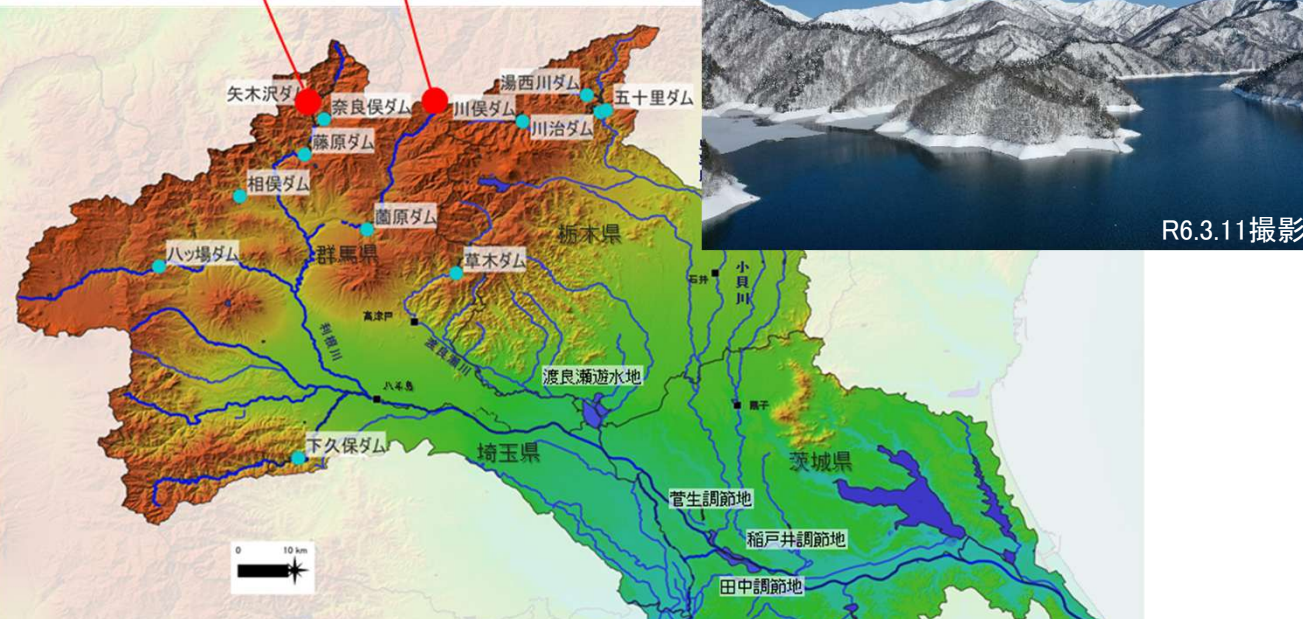 R6.3.11撮影
矢木沢ダム
奈良俣ダム
藤原ダム
相俣ダム
八ッ場ダム
薗原ダム
群馬県
川俣ダム
湯西川ダム
五十里ダム
川治ダム
栃木県
草木ダム
石井
小貝川
高津戸
利根川
渡良瀬川
八斗島
渡良瀬遊水地
黒子
下久保ダム
埼玉県
茨城県
菅生調節地
稲戸井調節地
田中調節地
0 10 km